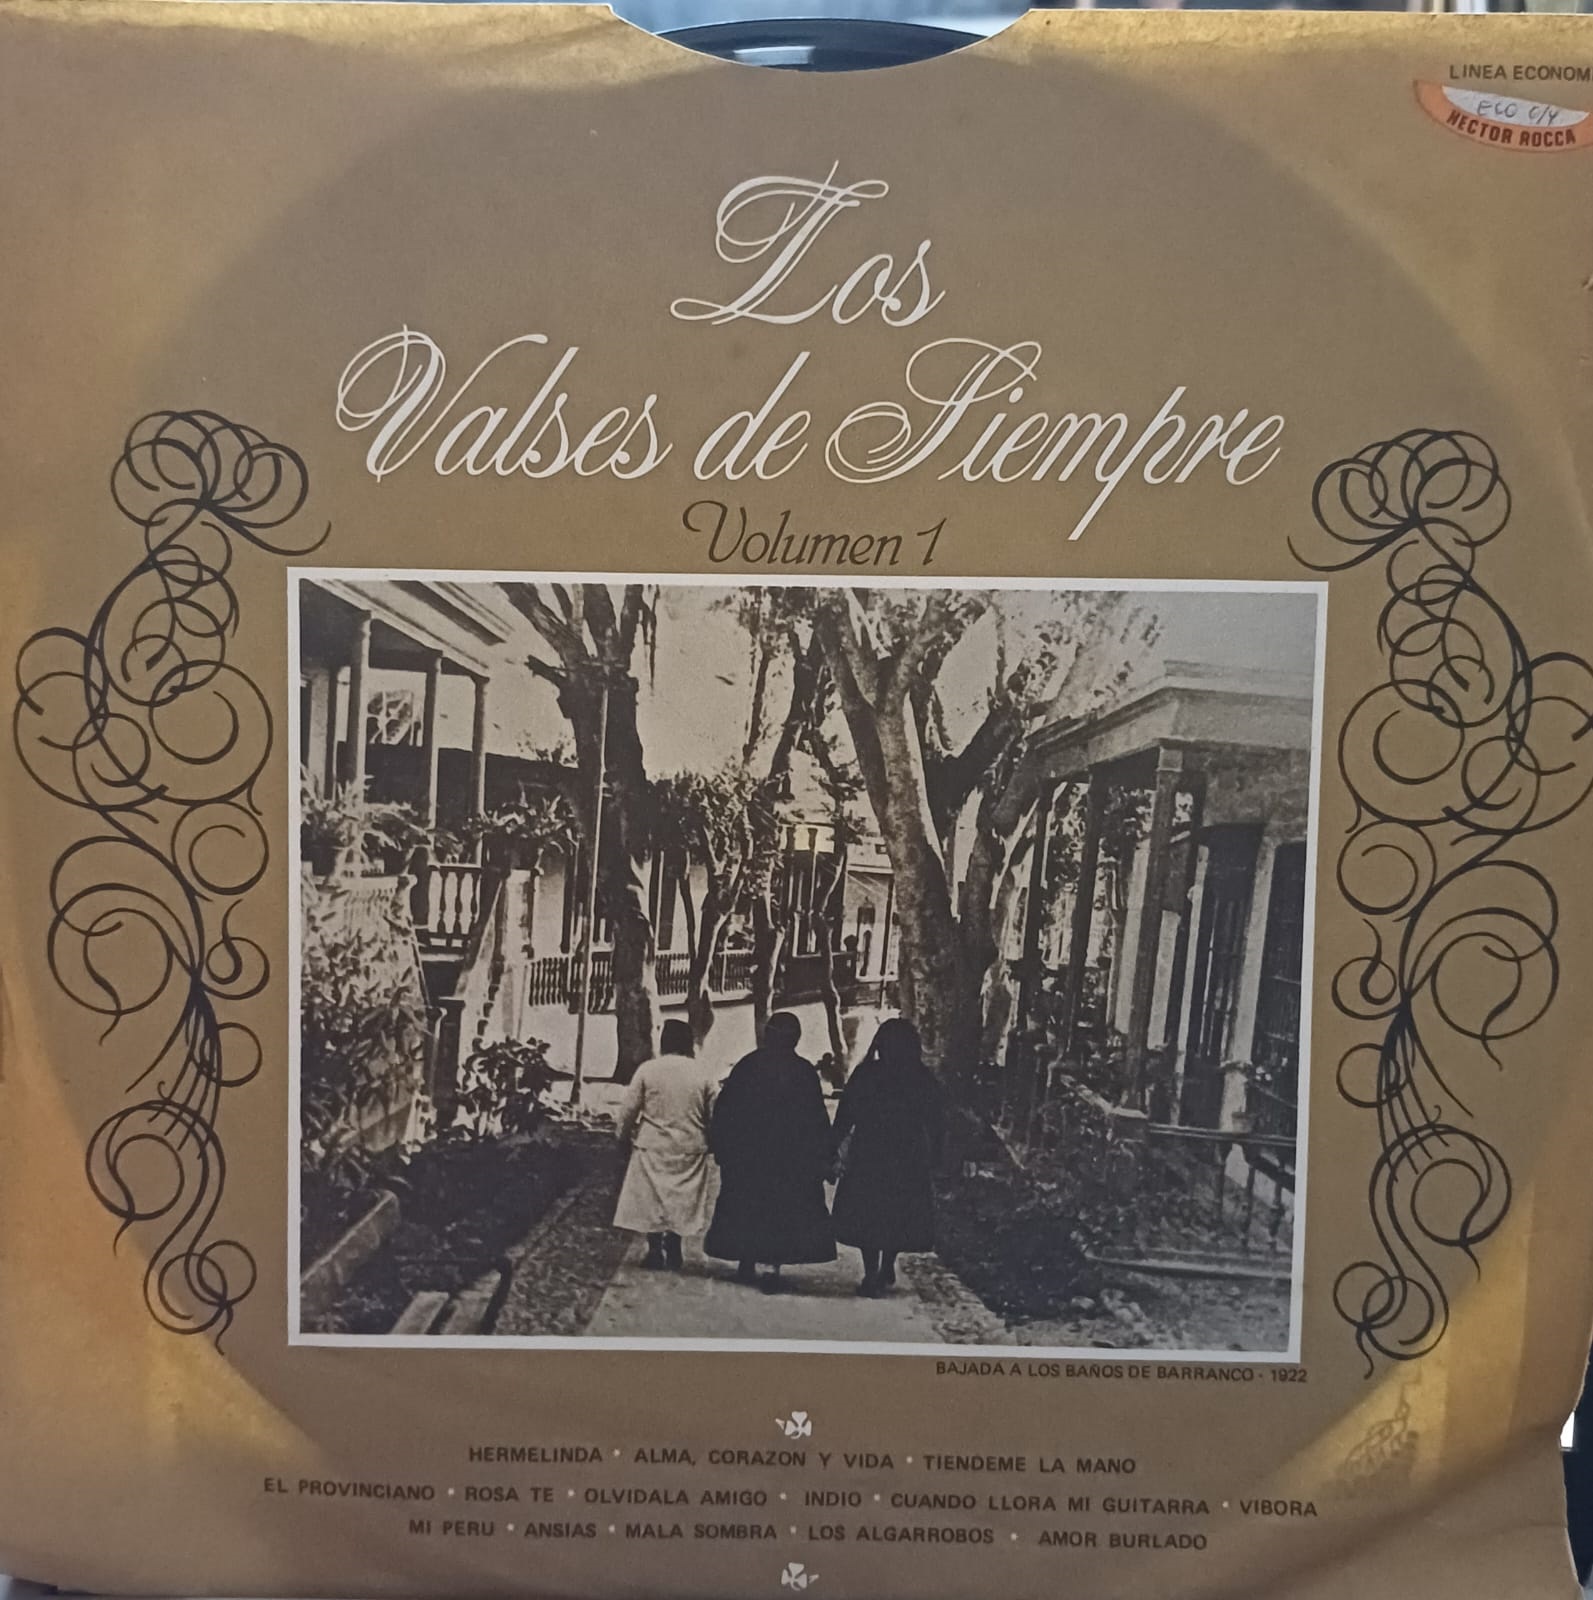 LINEA ECONOM
ECO C/Y
HECTOR ROCCA
Los
Valses de Siempre
Volumen 1
BAJADA A LOS BAÑOS DE BARRANCO - 1922
HERMELINDA • ALMA, CORAZON Y VIDA • TIENDEME LA MANO
EL PROVINCIANO • ROSA TE • OLVIDALA AMIGO • INDIO • CUANDO LLORA MI GUITARRA • VIBORA
MI PERU • ANSIAS • MALA SOMBRA • LOS ALGARROBOS • AMOR BURLADO